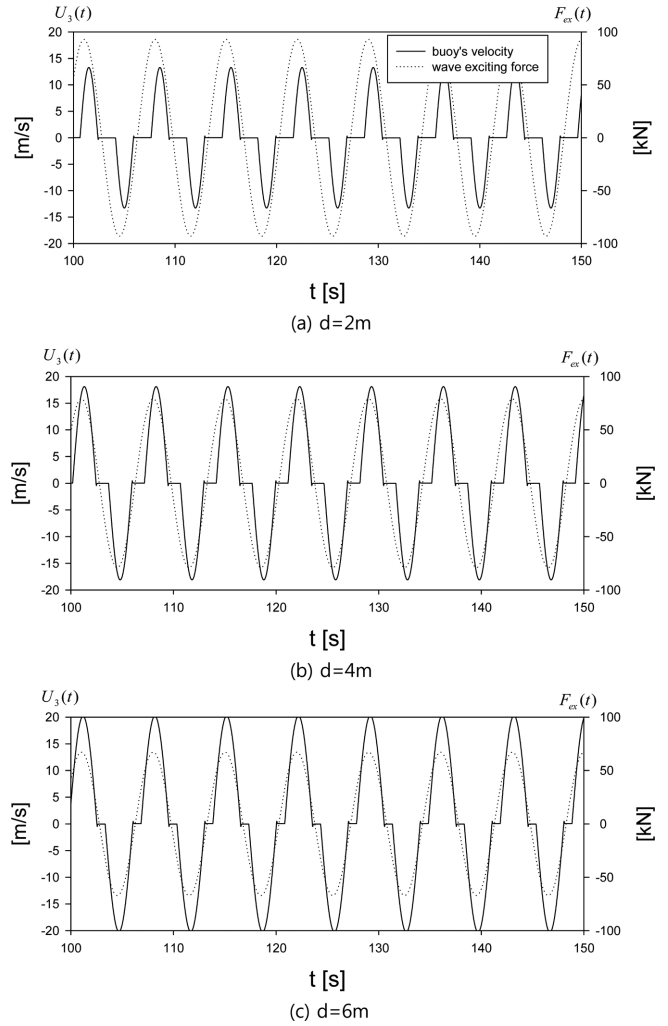 U₃(t) Fₑₓ(t)
20 100
buoy's velocity
15
wave exciting force
10 50
5
[m/s] 0 0 [kN]
-5
-10 -50
-15
-20 -100
100 110 120 130 140 150
t [s]
(a) d=2m
U₃(t) Fₑₓ(t)
20 100
15
10 50
5
[m/s] 0 0 [kN]
-5
-10 -50
-15
-20 -100
100 110 120 130 140 150
t [s]
(b) d=4m
U₃(t) Fₑₓ(t)
20 100
15
10 50
5
[m/s] 0 0 [kN]
-5
-10 -50
-15
-20 -100
100 110 120 130 140 150
t [s]
(c) d=6m